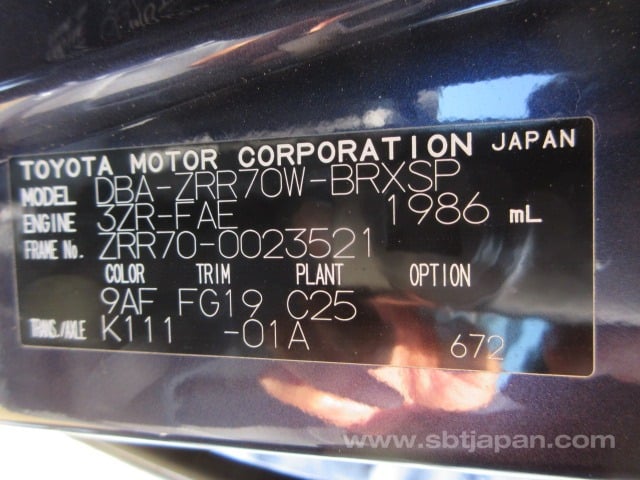 TOYOTA MOTOR CORPORATION JAPAN
MODEL DBA-ZRR70W-BRXSP
ENGINE 3ZR-FAE 1986 mL
FRAME No. ZRR70-0023521
COLOR TRIM PLANT OPTION
9AF FG19 C25
TRANS./AXLE K111 -01A
672
www.sbtjapan.com